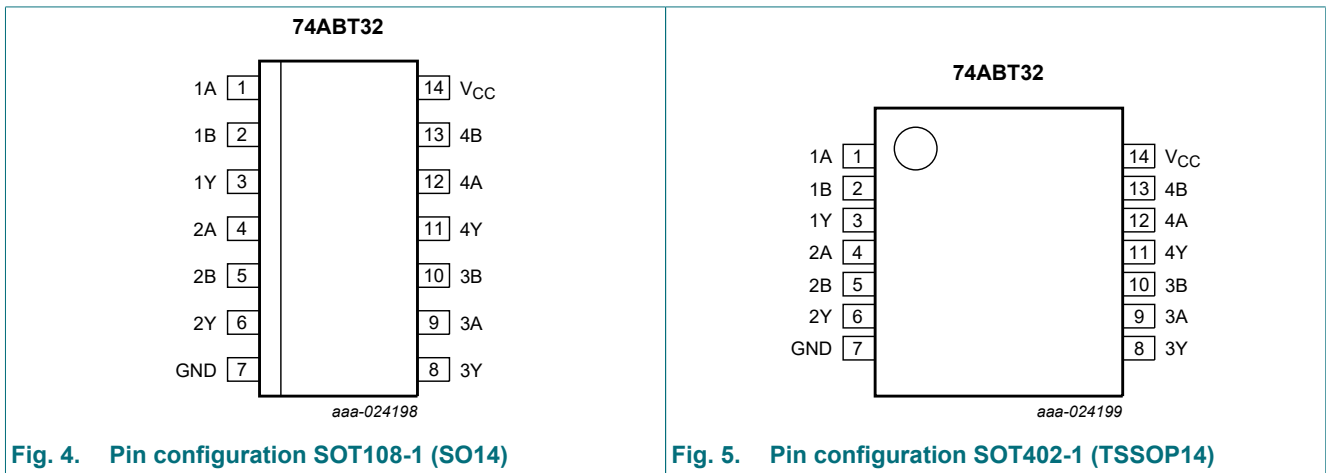 74ABT32
1A 1 14 VCC
1B 2 13 4B
1Y 3 12 4A
2A 4 11 4Y
2B 5 10 3B
2Y 6 9 3A
GND 7 8 3Y
aaa-024198
Fig. 4. Pin configuration SOT108-1 (SO14)
74ABT32
1A 1 14 VCC
1B 2 13 4B
1Y 3 12 4A
2A 4 11 4Y
2B 5 10 3B
2Y 6 9 3A
GND 7 8 3Y
aaa-024199
Fig. 5. Pin configuration SOT402-1 (TSSOP14)